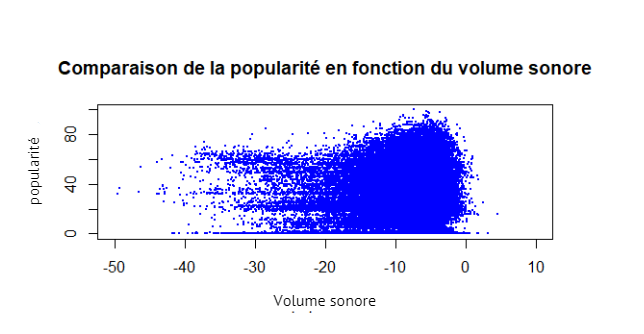 Comparaison de la popularité en fonction du volume sonore
popularité
80
40
0
-50 -40 -30 -20 -10 0 10
Volume sonore